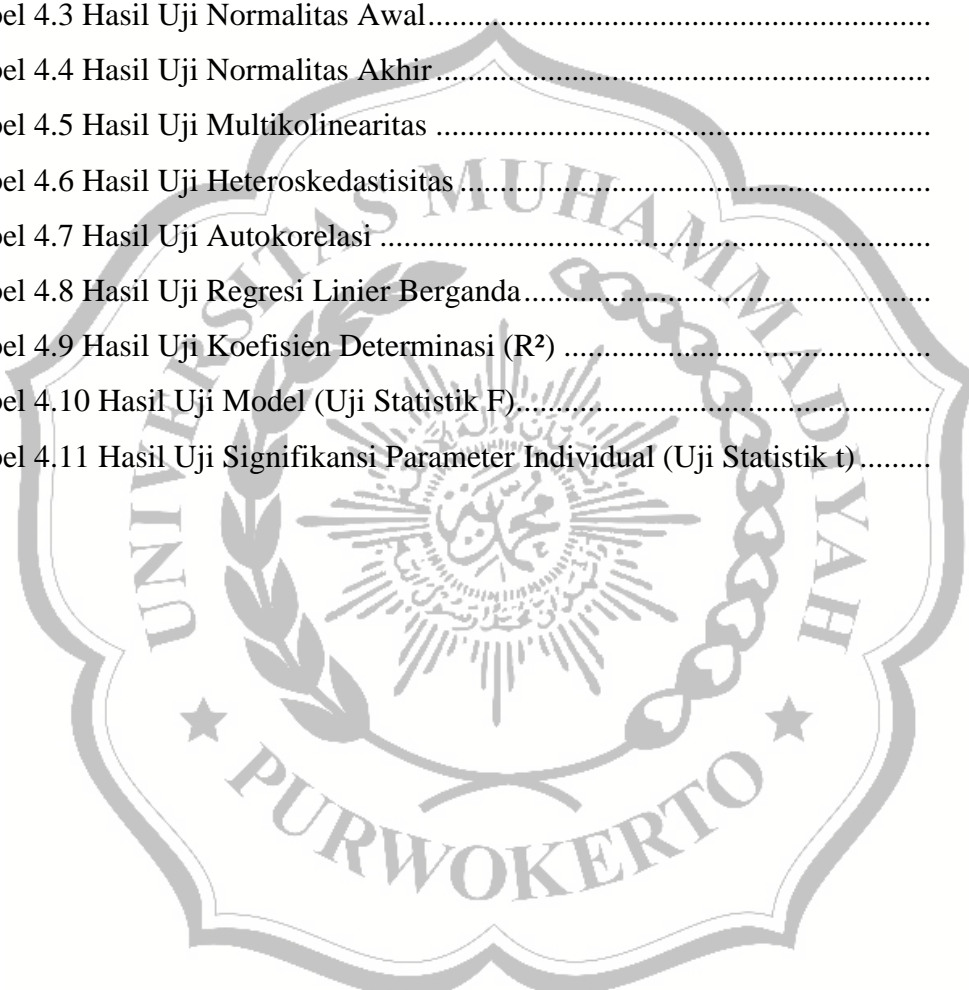 bel 4.3 Hasil Uji Normalitas Awal........................................................
bel 4.4 Hasil Uji Normalitas Akhir.......................................................
bel 4.5 Hasil Uji Multikolinearitas .......................................................
bel 4.6 Hasil Uji Heteroskedastisitas....................................................
bel 4.7 Hasil Uji Autokorelasi .............................................................
bel 4.8 Hasil Uji Regresi Linier Berganda.............................................
bel 4.9 Hasil Uji Koefisien Determinasi (R²) ........................................
bel 4.10 Hasil Uji Model (Uji Statistik F)..............................................
bel 4.11 Hasil Uji Signifikansi Parameter Individual (Uji Statistik t).........
UNIVERSITAS MUHAMMADIYAH
PURWOKERTO